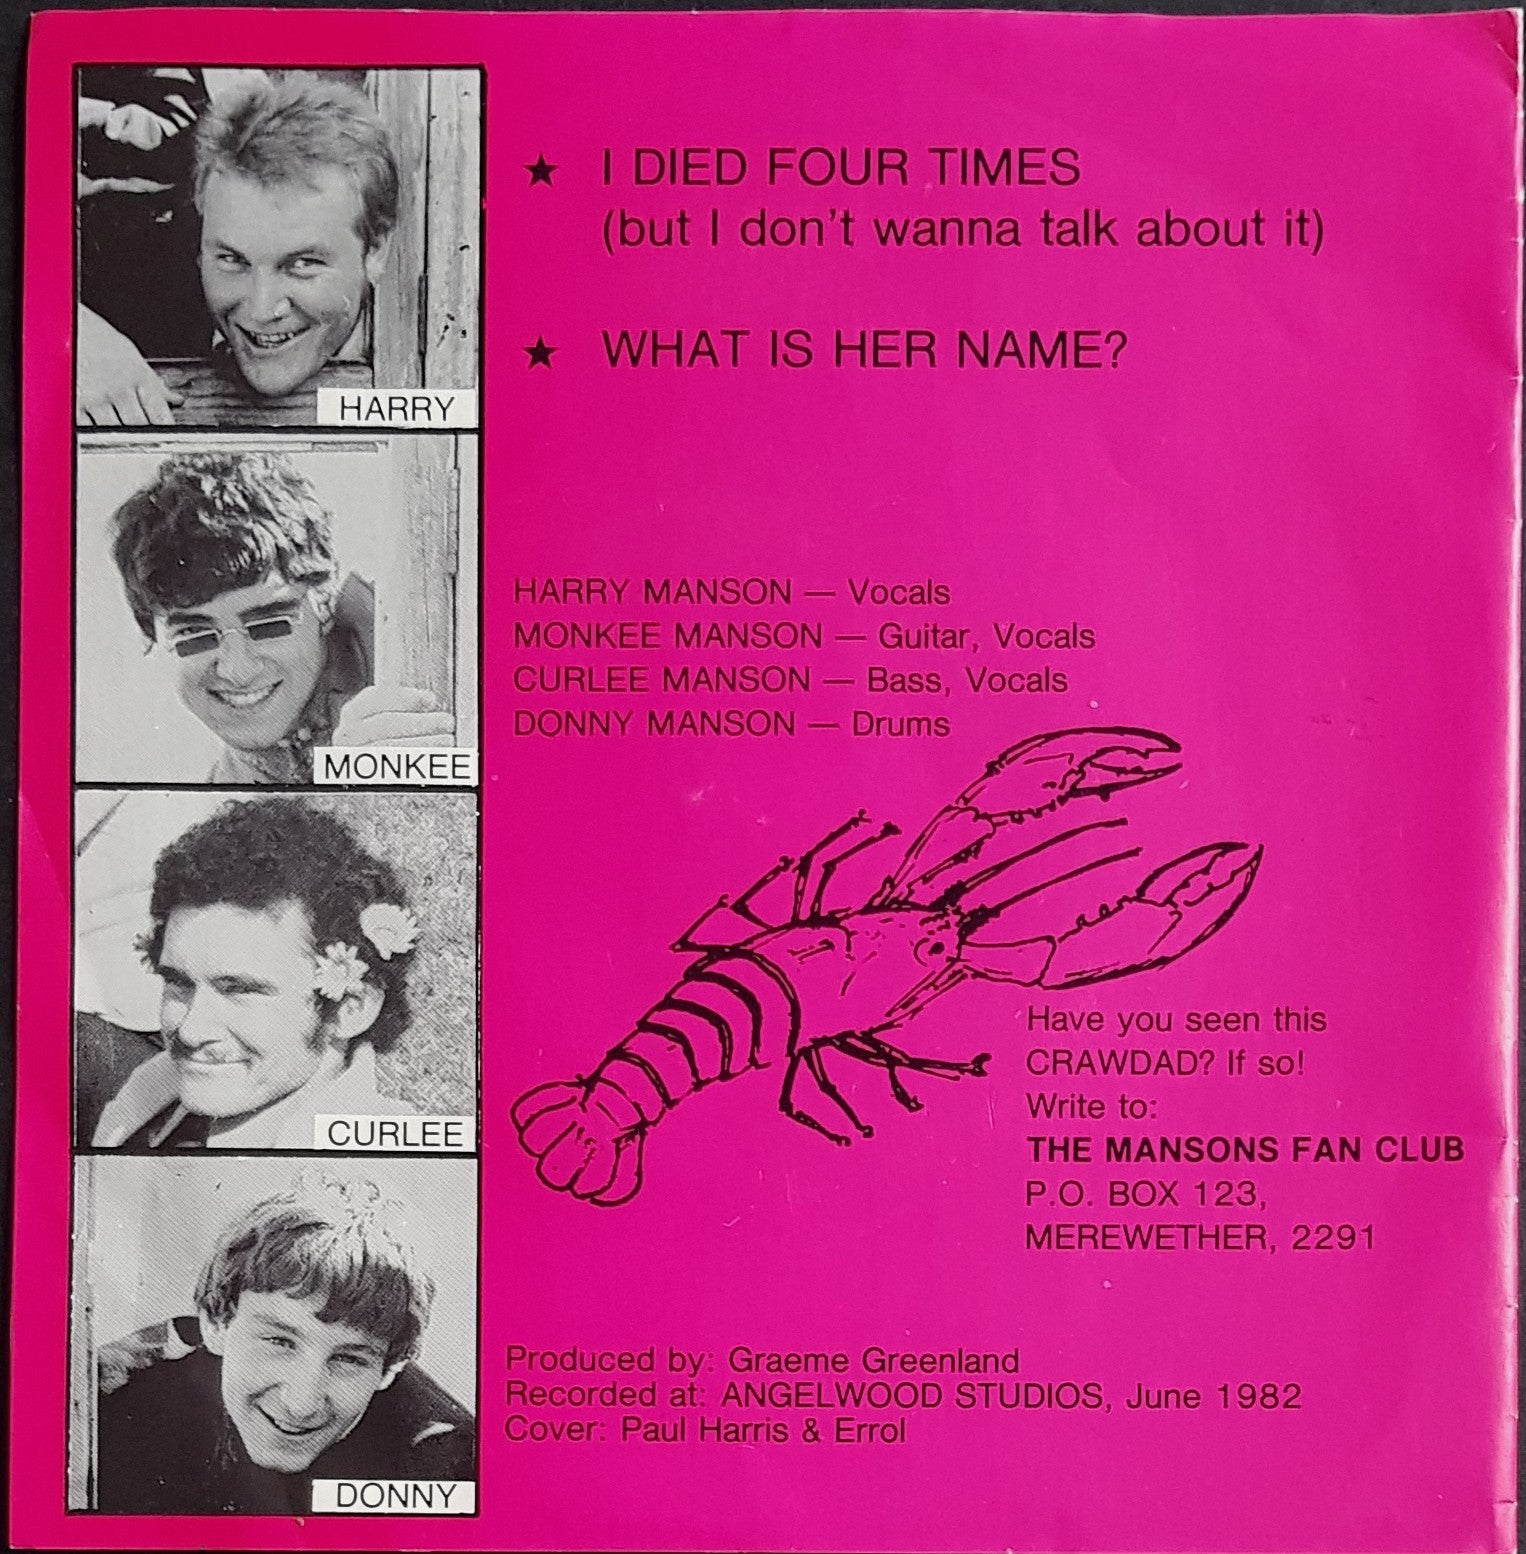 HARRY
MONKEE
CURLEE
DONNY
★ I DIED FOUR TIMES
(but I don't wanna talk about it)
★ WHAT IS HER NAME?
HARRY MANSON — Vocals
MONKEE MANSON — Guitar, Vocals
CURLEE MANSON — Bass, Vocals
DONNY MANSON — Drums
Have you seen this
CRAWDAD? If so!
Write to:
THE MANSONS FAN CLUB
P.O. BOX 123,
MEREWETHER, 2291
Produced by: Graeme Greenland
Recorded at: ANGELWOOD STUDIOS, June 1982
Cover: Paul Harris & Errol